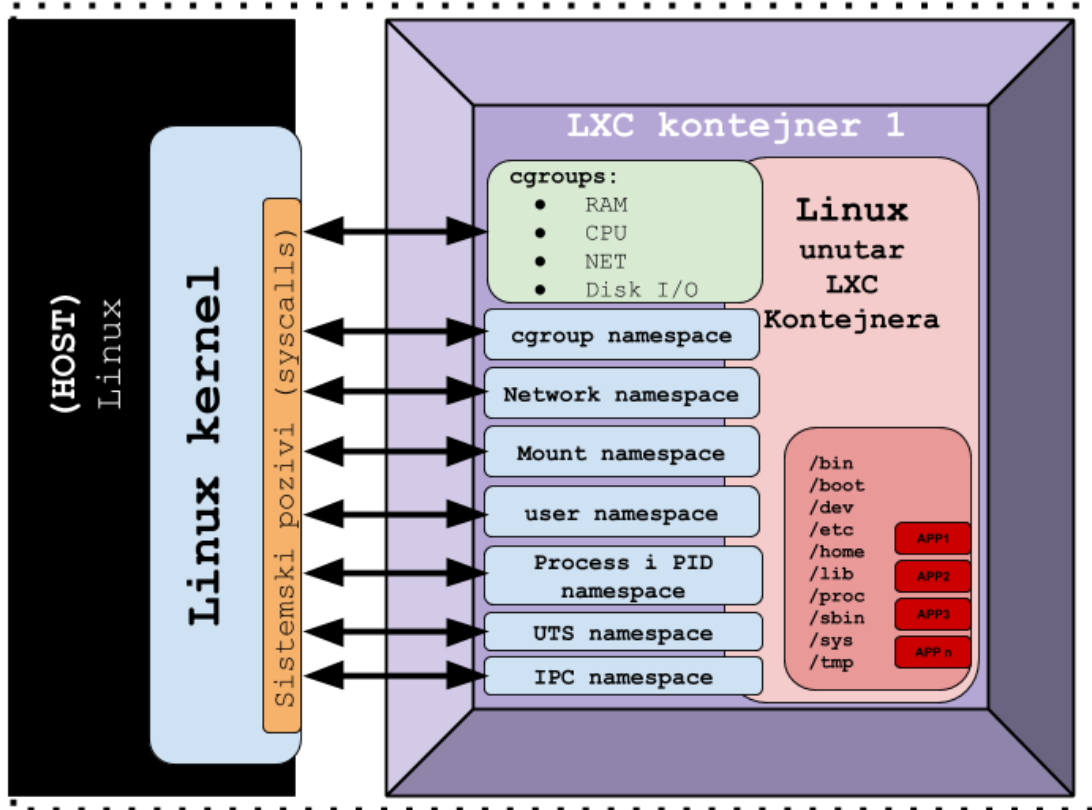 (HOST)
Linux
Linux kernel
Sistemski pozivi (syscalls)
LXC kontejner 1
cgroups:
● RAM
● CPU
● NET
● Disk I/O
cgroup namespace
Network namespace
Mount namespace
user namespace
Process i PID
namespace
UTS namespace
IPC namespace
Linux
unutar
LXC
Kontejnera
/bin
/boot
/dev
/etc
/home
/lib
/proc
/sbin
/sys
/tmp
APP1
APP2
APP3
APP n